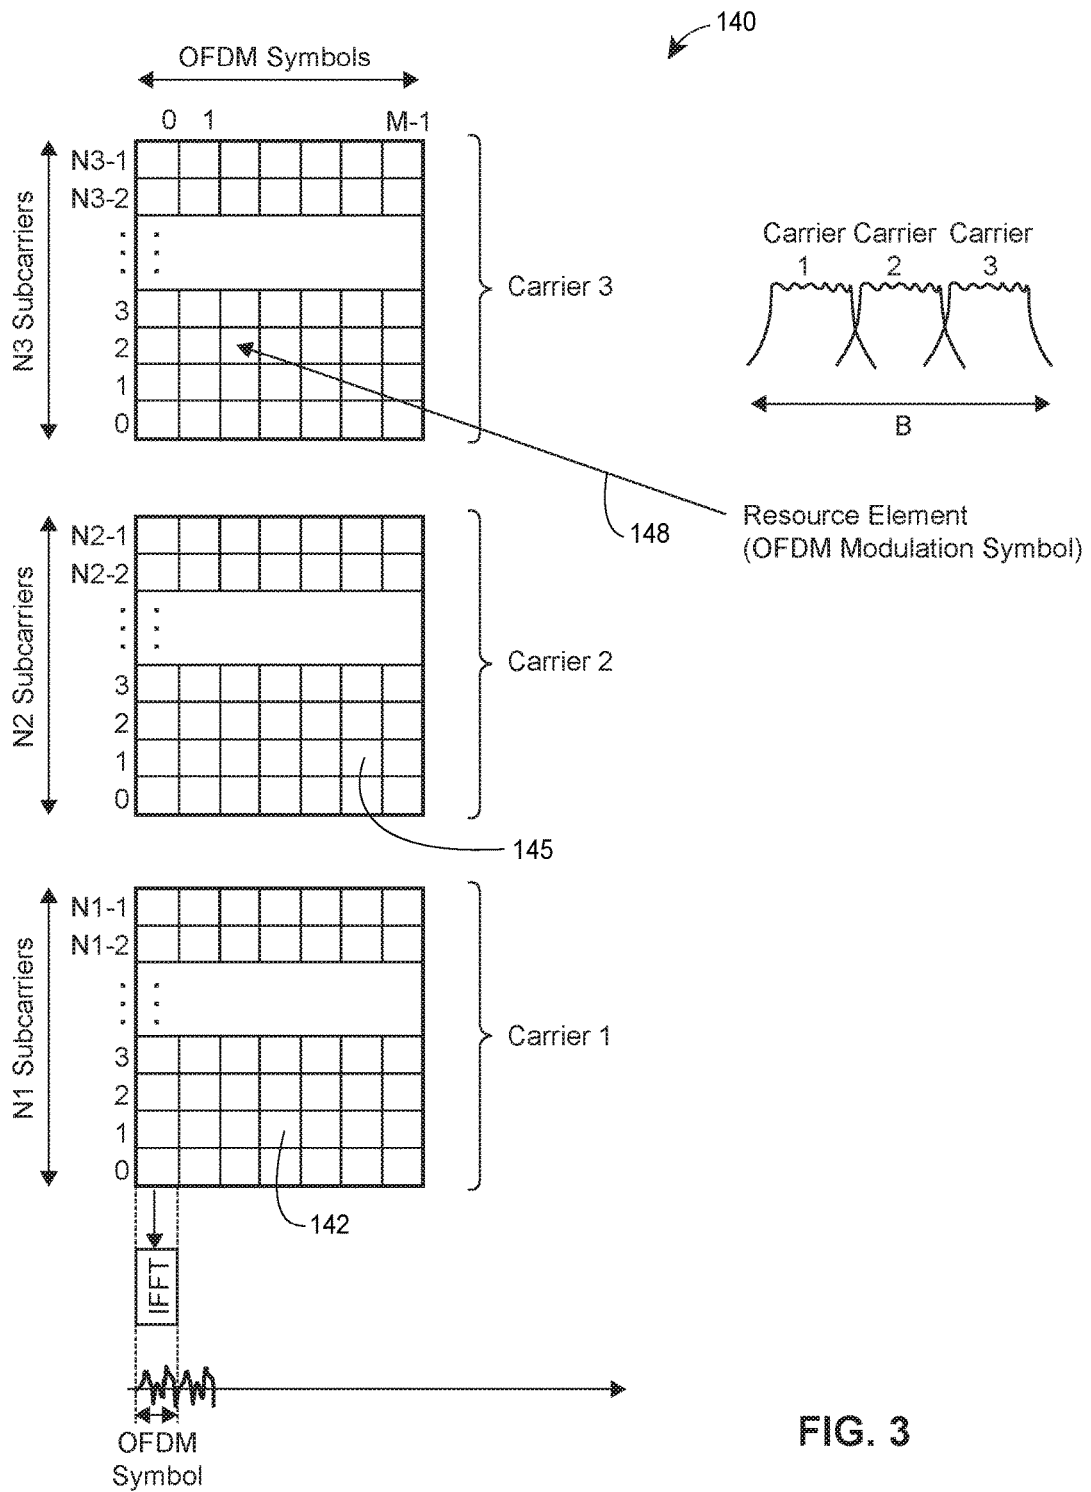 140
OFDM Symbols
0 1 M-1
N3 Subcarriers
N3-1
N3-2
3
2
1
0
Carrier 3
Carrier 1 Carrier 2 Carrier 3
B
148
Resource Element
(OFDM Modulation Symbol)
N2 Subcarriers
N2-1
N2-2
3
2
1
0
Carrier 2
145
N1 Subcarriers
N1-1
N1-2
3
2
1
0
Carrier 1
142
IFFT
OFDM
Symbol
FIG. 3